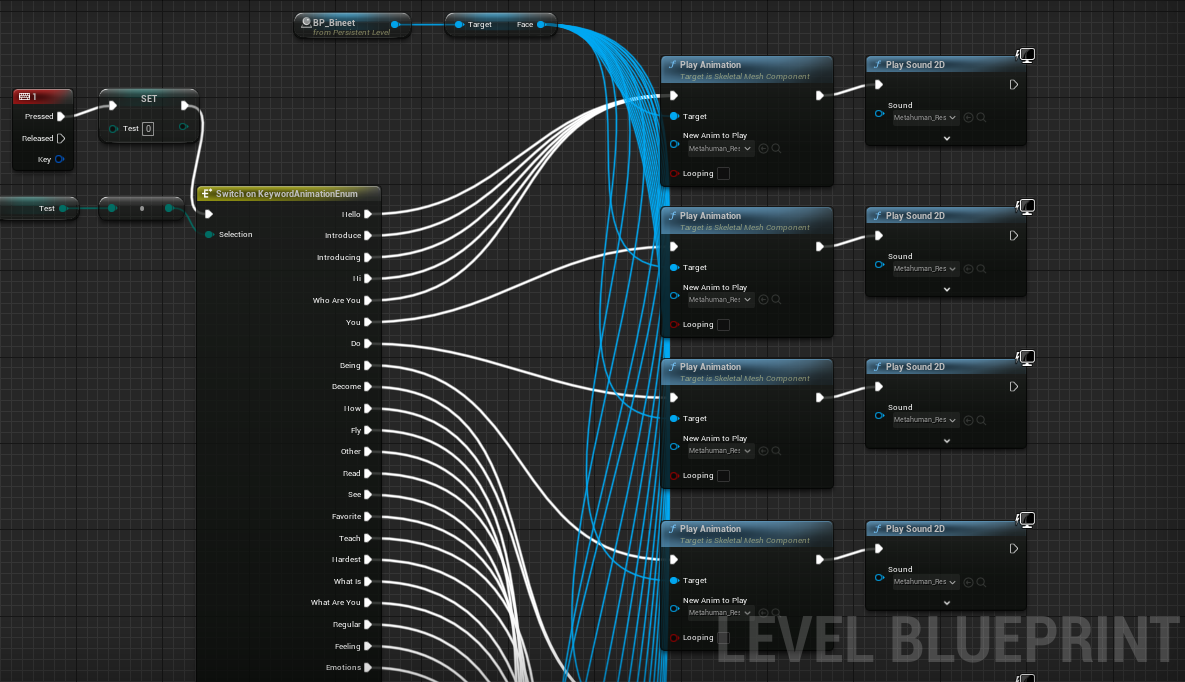 BP_Bineet
from Persistent Level
Target Face
1
Pressed
Released
Key
SET
Test 0
Test
Switch on KeywordAnimationEnum
Selection
Hello
Introduce
Introducing
Hi
Who Are You
You
Do
Being
Become
How
Fly
Other
Read
See
Favorite
Teach
Hardest
What Is
What Are You
Regular
Feeling
Emotions
Play Animation
Target is Skeletal Mesh Component
Target
New Anim to Play
Metahuman_Res
Looping
Play Sound 2D
Sound
Metahuman_Res
Play Animation
Target is Skeletal Mesh Component
Target
New Anim to Play
Metahuman_Res
Looping
Play Sound 2D
Sound
Metahuman_Res
Play Animation
Target is Skeletal Mesh Component
Target
New Anim to Play
Metahuman_Res
Looping
Play Sound 2D
Sound
Metahuman_Res
Play Animation
Target is Skeletal Mesh Component
Target
New Anim to Play
Metahuman_Res
Looping
Play Sound 2D
Sound
Metahuman_Res
LEVEL BLUEPRINT